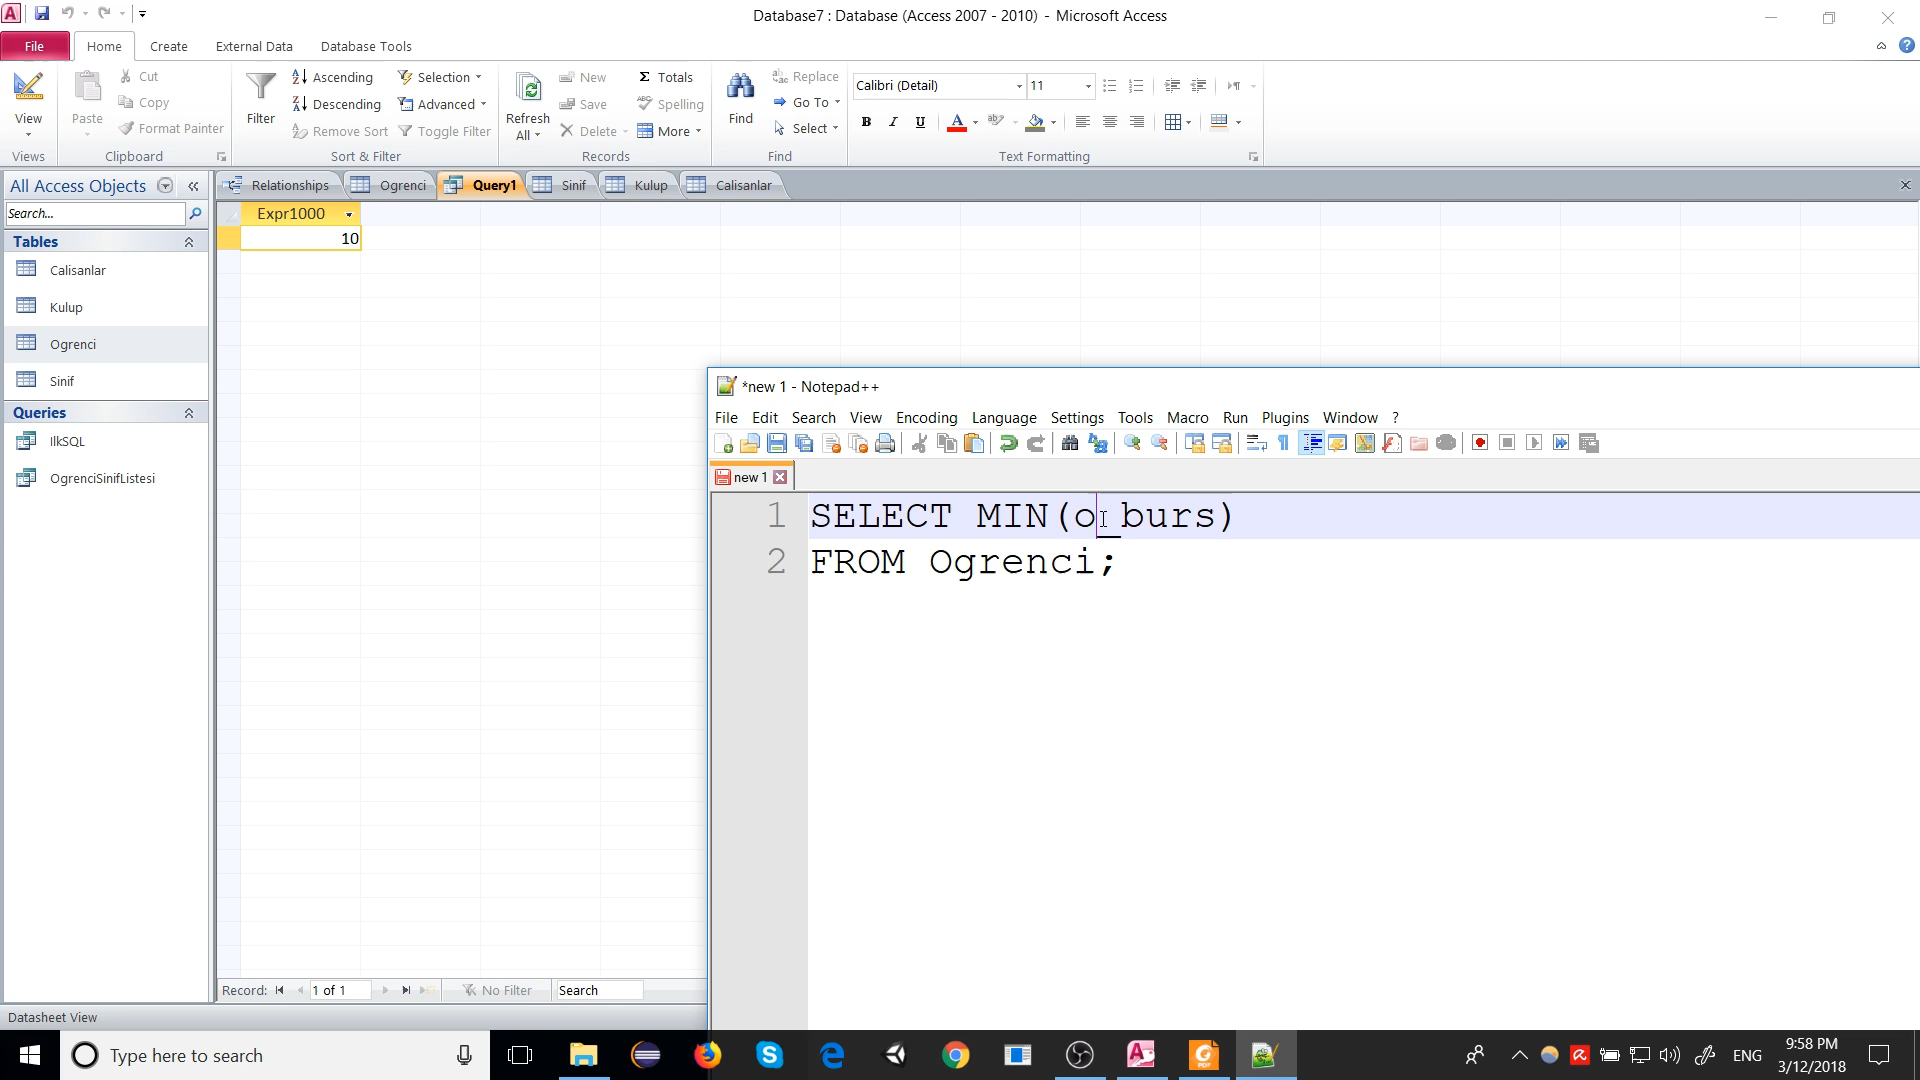 Database7 : Database (Access 2007 - 2010) - Microsoft Access
File Home Create External Data Database Tools
View
Views
Paste
Cut
Copy
Format Painter
Clipboard
Filter
Ascending
Descending
Remove Sort
Selection
Advanced
Toggle Filter
Sort & Filter
Refresh
All
New
Save
Delete
Totals
Spelling
More
Records
Find
Replace
Go To
Select
Find
Calibri (Detail) 11
B I U A
Text Formatting
All Access Objects
Search...
Tables
Calisanlar
Kulup
Ogrenci
Sinif
Queries
IlkSQL
OgrenciSinifListesi
Relationships Ogrenci Query1 Sinif Kulup Calisanlar
Expr1000
10
*new 1 - Notepad++
File Edit Search View Encoding Language Settings Tools Macro Run Plugins Window ?
new 1
1 SELECT MIN(o_burs)
2 FROM Ogrenci;
Record: 1 of 1 No Filter Search
Datasheet View
Type here to search
ENG
9:58 PM
3/12/2018